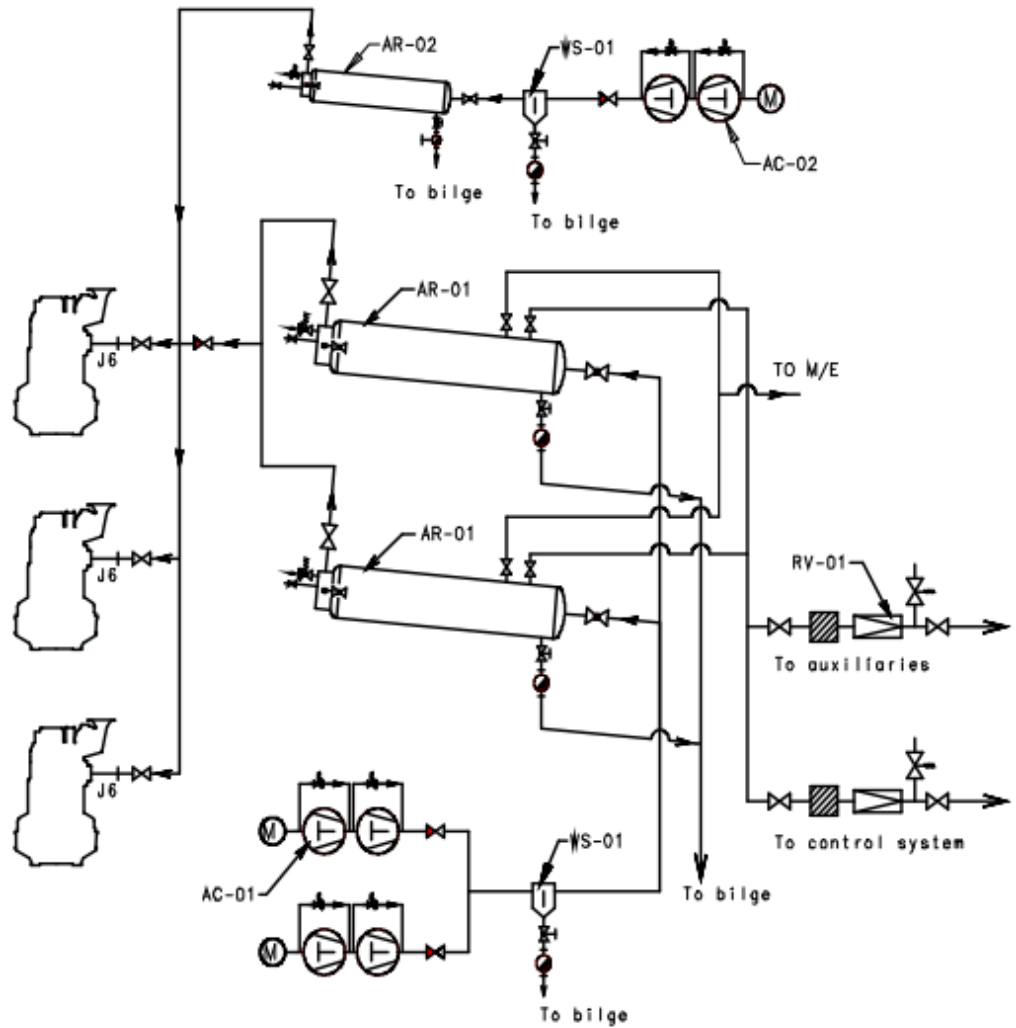 AR-02
WS-01
M
AC-02
To bilge
To bilge
AR-01
J6
TO M/E
AR-01
J6
RV-01
To auxiliaries
J6
To control system
M
WS-01
AC-01
To bilge
M
To bilge